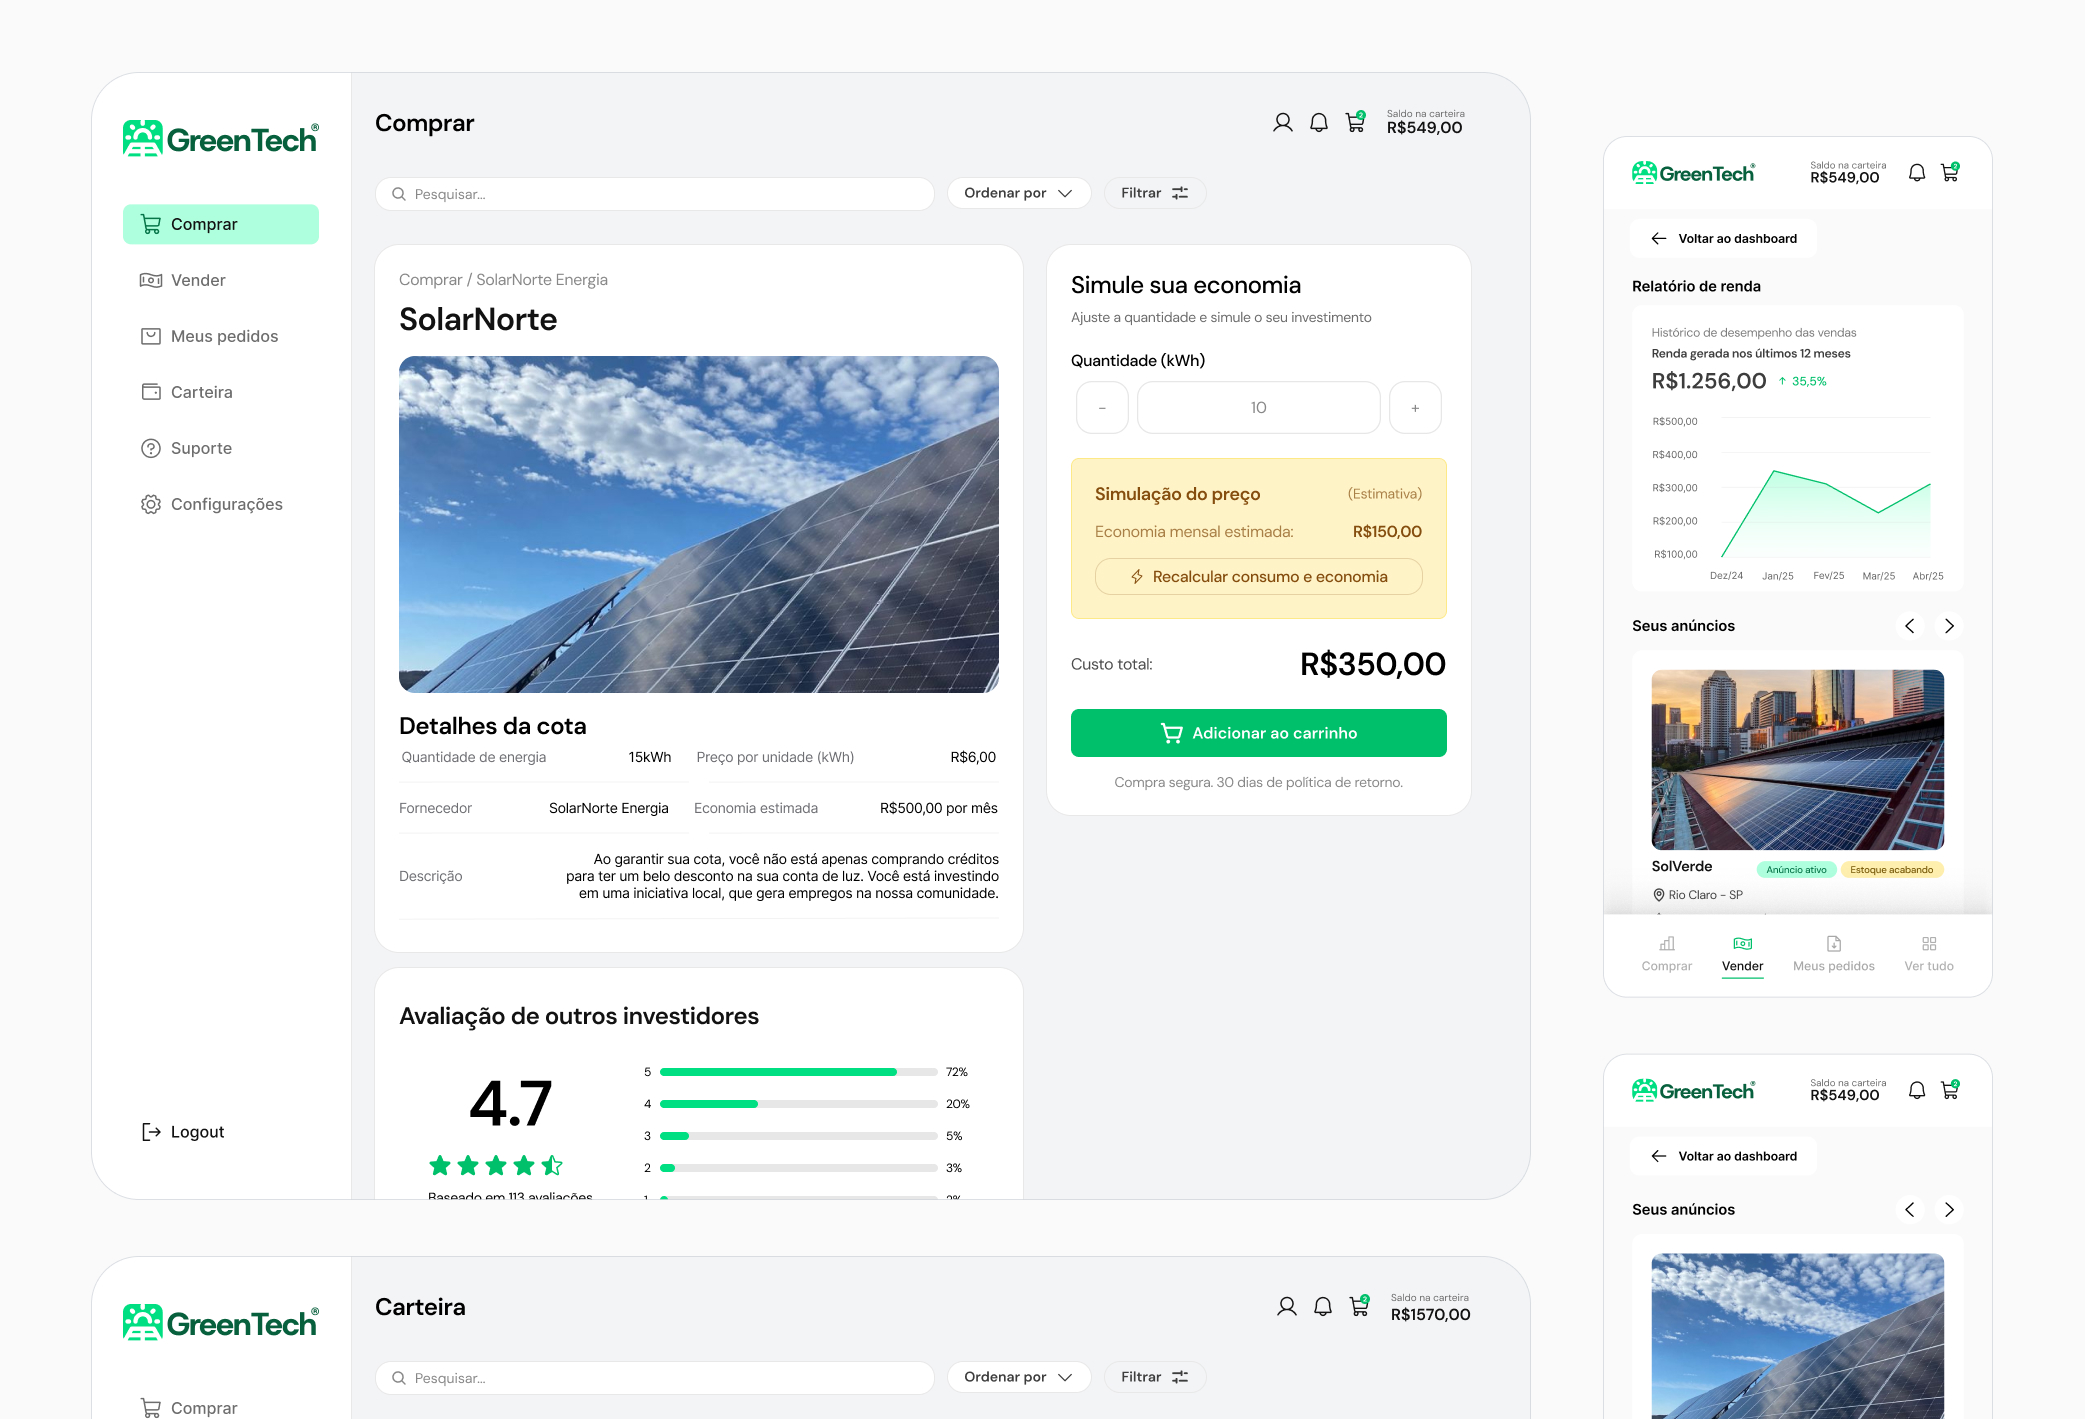 GreenTech®
Comprar
Vender
Meus pedidos
Carteira
Suporte
Configurações
Logout
Comprar
2
Saldo na carteira
R$549,00
Pesquisar...
Ordenar por
Filtrar
Comprar / SolarNorte Energia
SolarNorte
Detalhes da cota
Quantidade de energia 15kWh Preço por unidade (kWh) R$6,00
Fornecedor SolarNorte Energia Economia estimada R$500,00 por mês
Descrição
Ao garantir sua cota, você não está apenas comprando créditos
para ter um belo desconto na sua conta de luz. Você está investindo
em uma iniciativa local, que gera empregos na nossa comunidade.
Avaliação de outros investidores
4.7
Baseado em 113 avaliações
5 72%
4 20%
3 5%
2 3%
1 2%
Simule sua economia
Ajuste a quantidade e simule o seu investimento
Quantidade (kWh)
- 10 +
Simulação do preço (Estimativa)
Economia mensal estimada: R$150,00
Recalcular consumo e economia
Custo total: R$350,00
Adicionar ao carrinho
Compra segura. 30 dias de política de retorno.
GreenTech®
Comprar
Carteira
2
Saldo na carteira
R$1570,00
Pesquisar...
Ordenar por
Filtrar
GreenTech®
Saldo na carteira
R$549,00
2
Voltar ao dashboard
Relatório de renda
Histórico de desempenho das vendas
Renda gerada nos últimos 12 meses
R$1.256,00 ↑ 35,5%
R$500,00
R$400,00
R$300,00
R$200,00
R$100,00
Dez/24 Jan/25 Fev/25 Mar/25 Abr/25
Seus anúncios
SolVerde Anúncio ativo Estoque acabando
Rio Claro - SP
Comprar Vender Meus pedidos Ver tudo
GreenTech®
Saldo na carteira
R$549,00
2
Voltar ao dashboard
Seus anúncios